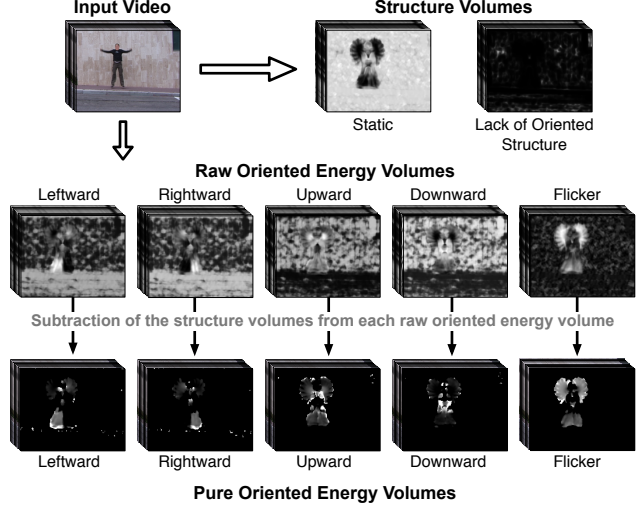 Input Video
Structure Volumes
Static
Lack of Oriented
Structure
Raw Oriented Energy Volumes
Leftward
Rightward
Upward
Downward
Flicker
Subtraction of the structure volumes from each raw oriented energy volume
Leftward
Rightward
Upward
Downward
Flicker
Pure Oriented Energy Volumes